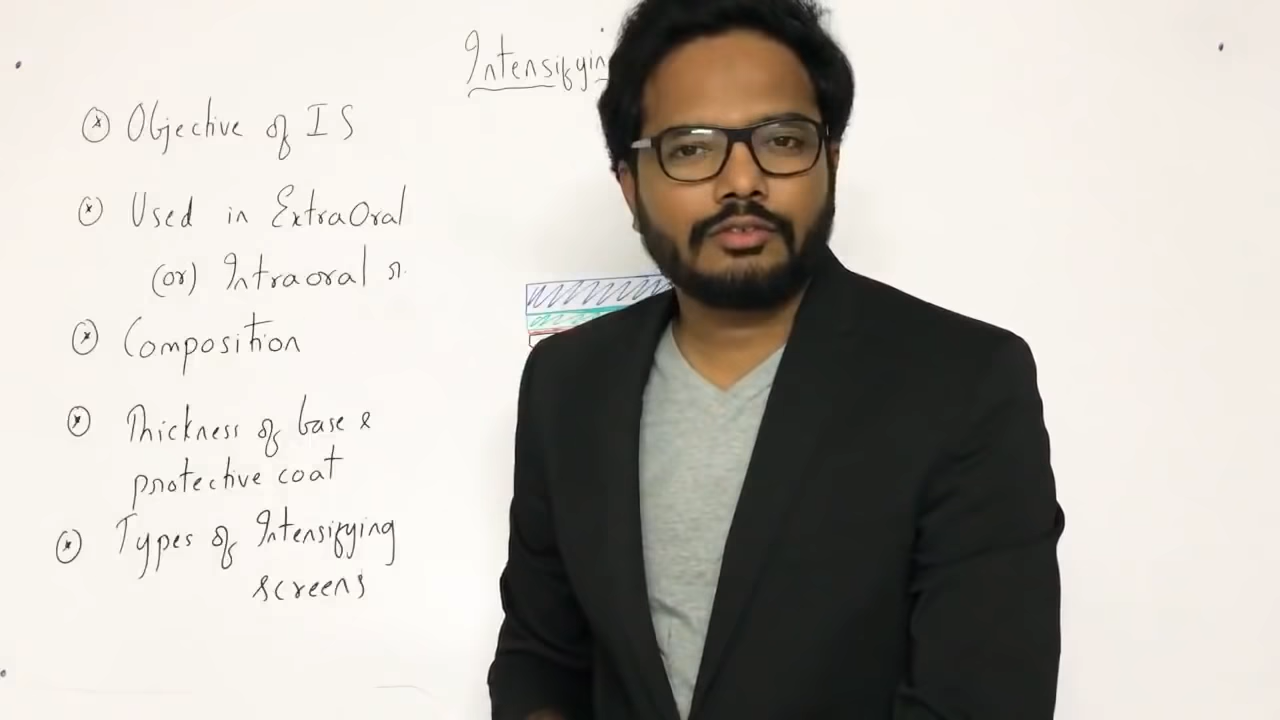 Intensifyin
Objective of IS
Used in ExtraOral
(or) Intraoral
Composition
Thickness of base &
protective coat
Types of Intensifying
screens